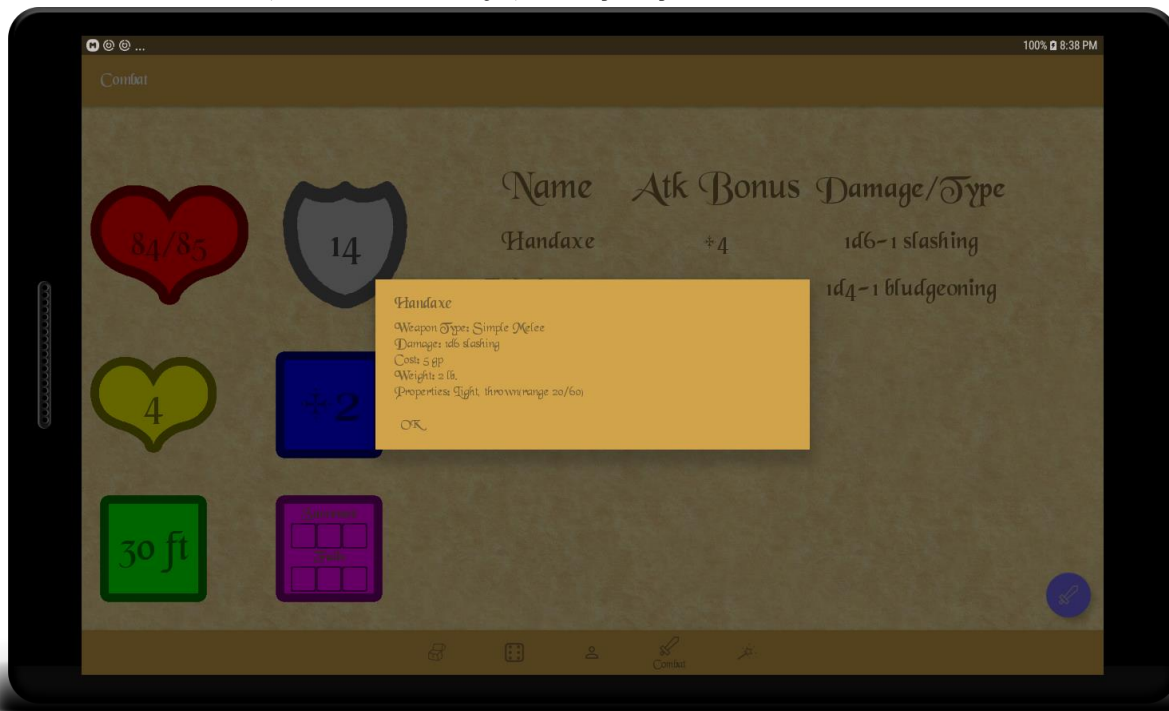 ... 100% 8:38 PM
Combat
Name Atk Bonus Damage/Type
84/85 14 Handaxe +4 1d6-1 slashing
1d4-1 bludgeoning
Handaxe
Weapon Type: Simple Melee
Damage: 1d6 slashing
Cost: 5 gp
Weight: 2 lb.
Properties: Light, thrown(range 20/60)
4 +2
OK
30 ft
Combat